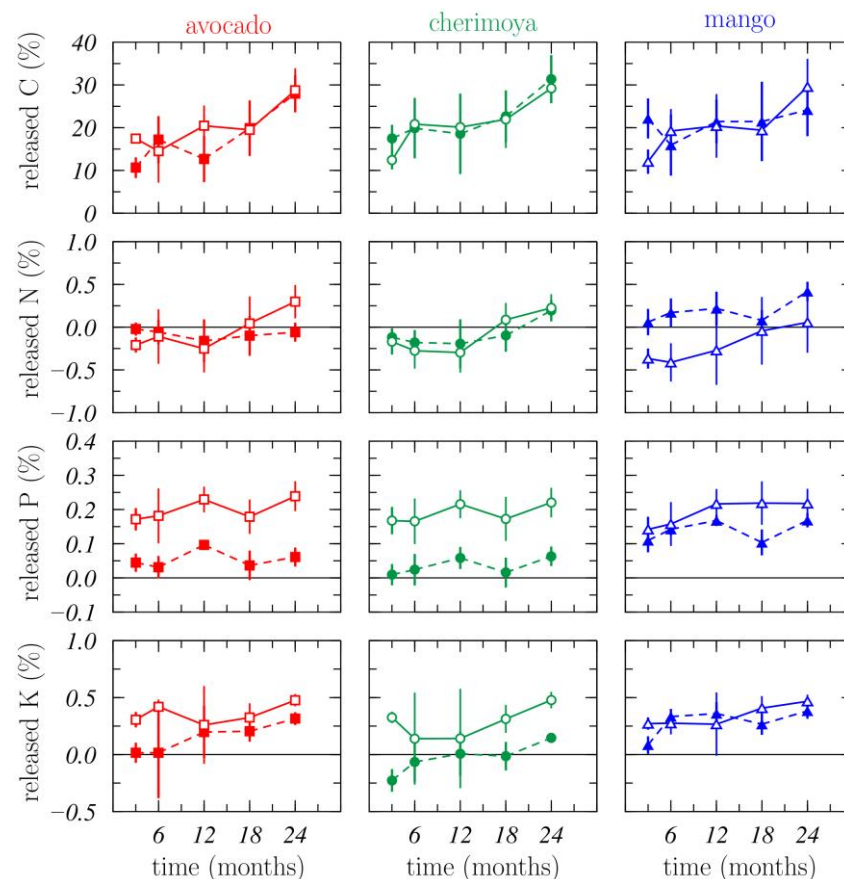 avocado cherimoya mango
released C (%)
40
30
20
10
0
released N (%)
1.0
0.5
0.0
−0.5
−1.0
released P (%)
0.4
0.3
0.2
0.1
0.0
−0.1
released K (%)
1.0
0.5
0.0
−0.5
6 12 18 24 6 12 18 24 6 12 18 24
time (months) time (months) time (months)